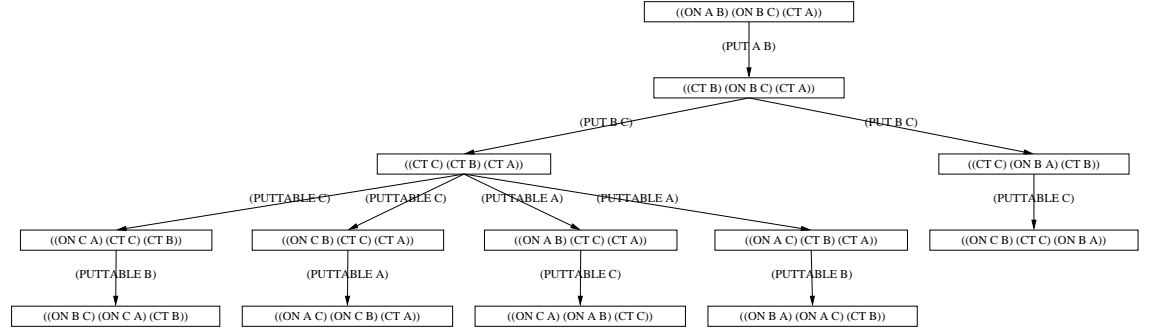 ((ON A B) (ON B C) (CT A))
(PUT A B)
((CT B) (ON B C) (CT A))
(PUT B C)
(PUT B C)
((CT C) (CT B) (CT A))
((CT C) (ON B A) (CT B))
(PUTTABLE C)
(PUTTABLE C)
(PUTTABLE A)
(PUTTABLE A)
(PUTTABLE C)
((ON C A) (CT C) (CT B))
((ON C B) (CT C) (CT A))
((ON A B) (CT C) (CT A))
((ON A C) (CT B) (CT A))
((ON C B) (CT C) (ON B A))
(PUTTABLE B)
(PUTTABLE A)
(PUTTABLE C)
(PUTTABLE B)
((ON B C) (ON C A) (CT B))
((ON A C) (ON C B) (CT A))
((ON C A) (ON A B) (CT C))
((ON B A) (ON A C) (CT B))